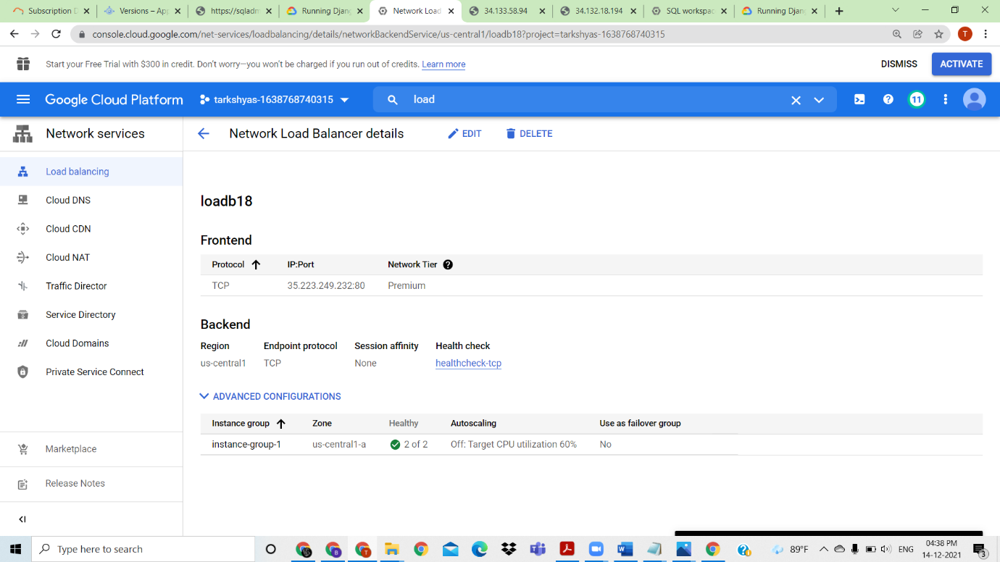 Subscription D
Versions – App
https://sqladm
Running Djang
Network Load
34.133.58.94
34.132.18.194
SQL workspac
Running Djang
console.cloud.google.com/net-services/loadbalancing/details/networkBackendService/us-central1/loadb18?project=tarkshyas-1638768740315
T
Start your Free Trial with $300 in credit. Don't worry—you won't be charged if you run out of credits. Learn more
DISMISS
ACTIVATE
Google Cloud Platform
tarkshyas-1638768740315
load
11
Network services
Network Load Balancer details
EDIT
DELETE
Load balancing
Cloud DNS
Cloud CDN
Cloud NAT
Traffic Director
Service Directory
Cloud Domains
Private Service Connect
Marketplace
Release Notes
loadb18
Frontend
Protocol IP:Port Network Tier
TCP 35.223.249.232:80 Premium
Backend
Region Endpoint protocol Session affinity Health check
us-central1 TCP None healthcheck-tcp
ADVANCED CONFIGURATIONS
Instance group Zone Healthy Autoscaling Use as failover group
instance-group-1 us-central1-a 2 of 2 Off: Target CPU utilization 60% No
Type here to search
B
T
89°F
ENG
04:38 PM
14-12-2021
3